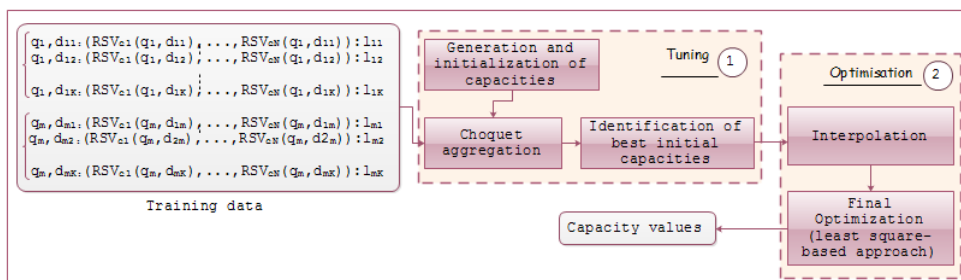 q1,d11:(RSVc1(q1,d11),...,RSVcN(q1,d11)):l11
q1,d12:(RSVc1(q1,d12),...,RSVcN(q1,d12)):l12
q1,d1K:(RSVc1(q1,d1K),...,RSVcN(q1,d1K)):l1K
qm,dm1:(RSVc1(qm,d1m),...,RSVcN(qm,d1m)):lm1
qm,dm2:(RSVc1(qm,d2m),...,RSVcN(qm,d2m)):lm2
qm,dmK:(RSVc1(qm,dmK),...,RSVcN(qm,dmK)):lmK
Training data
Generation and
initialization of
capacities
Tuning 1
Choquet
aggregation
Identification of
best initial
capacities
Optimisation 2
Interpolation
Final
Optimization
(least square-
based approach)
Capacity values